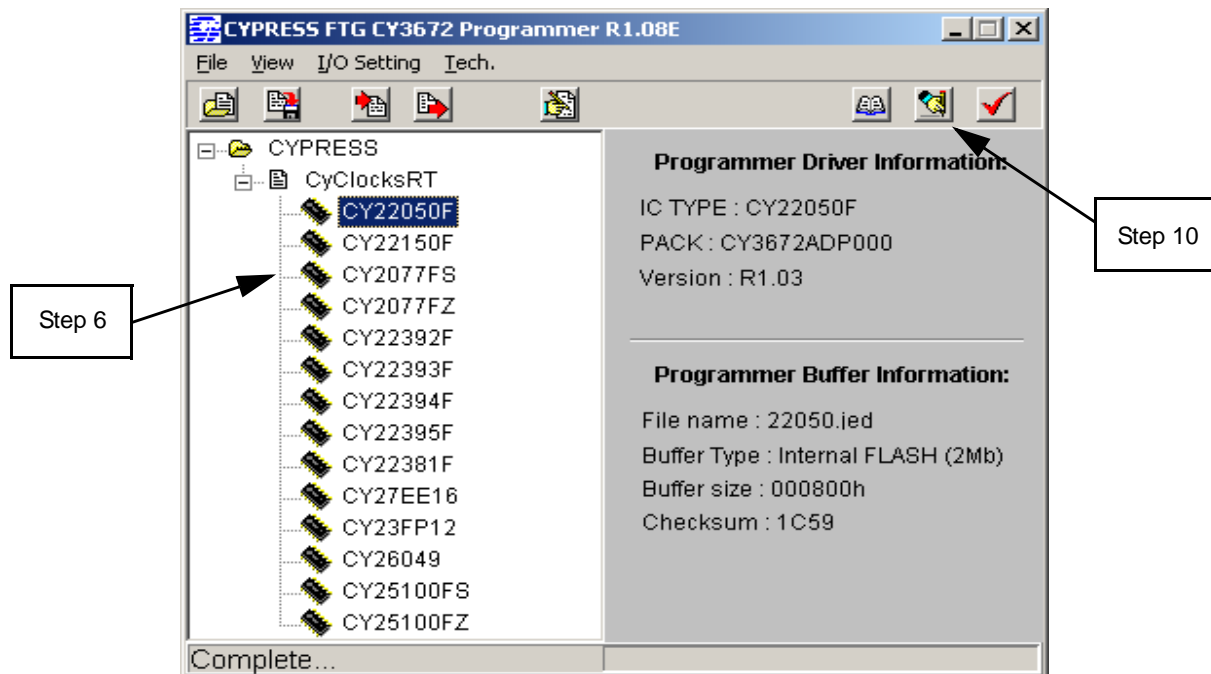 CYPRESS FTG CY3672 Programmer R1.08E
File View I/O Setting Tech.
CYPRESS
CyClocksRT
CY22050F
CY22150F
CY2077FS
CY2077FZ
CY22392F
CY22393F
CY22394F
CY22395F
CY22381F
CY27EE16
CY23FP12
CY26049
CY25100FS
CY25100FZ
Programmer Driver Information:
IC TYPE : CY22050F
PACK : CY3672ADP000
Version : R1.03
Programmer Buffer Information:
File name : 22050.jed
Buffer Type : Internal FLASH (2Mb)
Buffer size : 000800h
Checksum : 1C59
Complete...
Step 6
Step 10